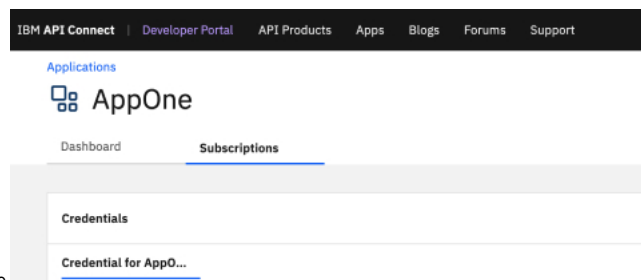 IBM API Connect | Developer Portal API Products Apps Blogs Forums Support
Applications
AppOne
Dashboard Subscriptions
Credentials
Credential for AppO...